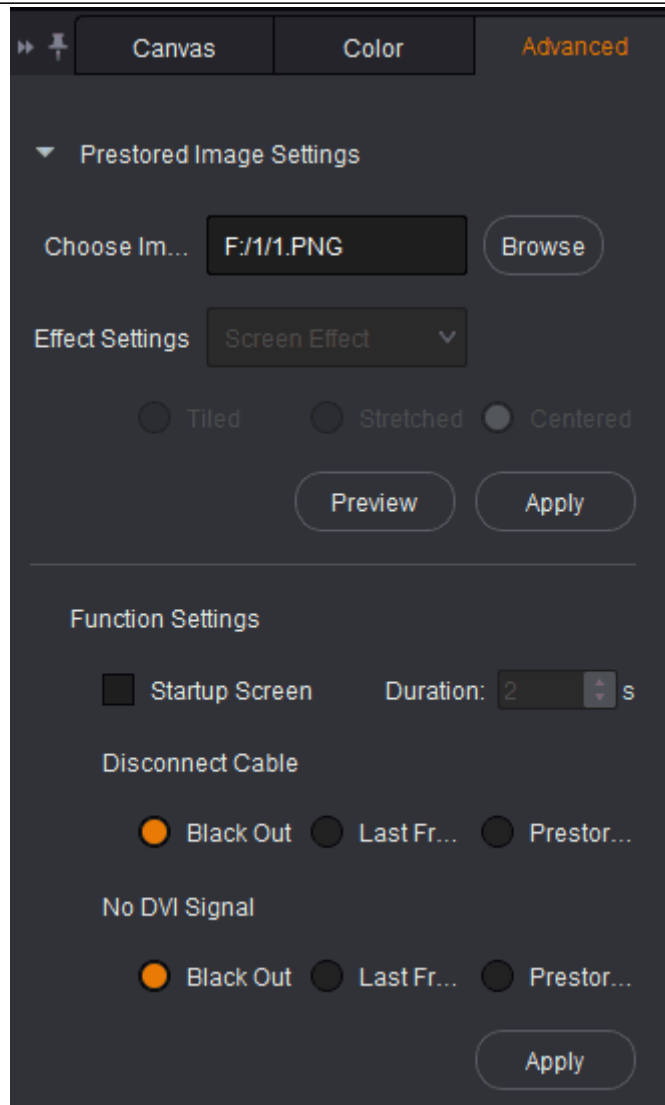 Canvas Color Advanced
Prestored Image Settings
Choose Im... F:/1/1.PNG Browse
Effect Settings Screen Effect
Tiled Stretched Centered
Preview Apply
Function Settings
Startup Screen Duration: 2 s
Disconnect Cable
Black Out Last Fr... Prestor...
No DVI Signal
Black Out Last Fr... Prestor...
Apply